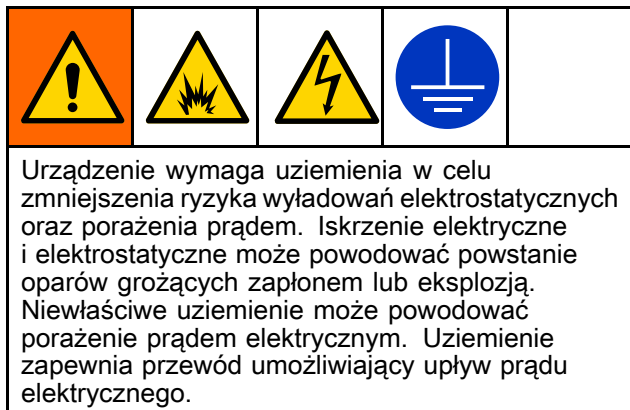 Urządzenie wymaga uziemienia w celu
zmniejszenia ryzyka wyładowań elektrostatycznych
oraz porażenia prądem. Iskrzenie elektryczne
i elektrostatyczne może powodować powstanie
oparów grożących zapłonem lub eksplozją.
Niewłaściwe uziemienie może powodować
porażenie prądem elektrycznym. Uziemienie
zapewnia przewód umożliwiający upływ prądu
elektrycznego.